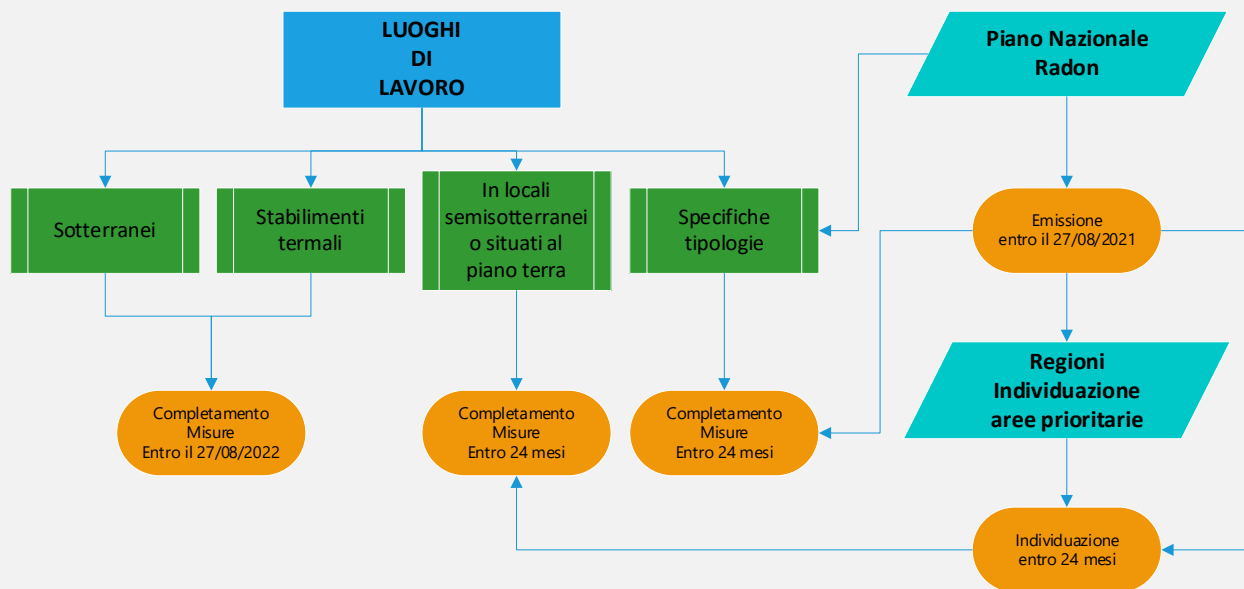 LUOGHI
DI
LAVORO
Piano Nazionale
Radon
Sotterranei
Stabilimenti
termali
In locali
semisotterranei
o situati al
piano terra
Specifiche
tipologie
Emissione
entro il 27/08/2021
Regioni
Individuazione
aree prioritarie
Completamento
Misure
Entro il 27/08/2022
Completamento
Misure
Entro 24 mesi
Completamento
Misure
Entro 24 mesi
Individuazione
entro 24 mesi